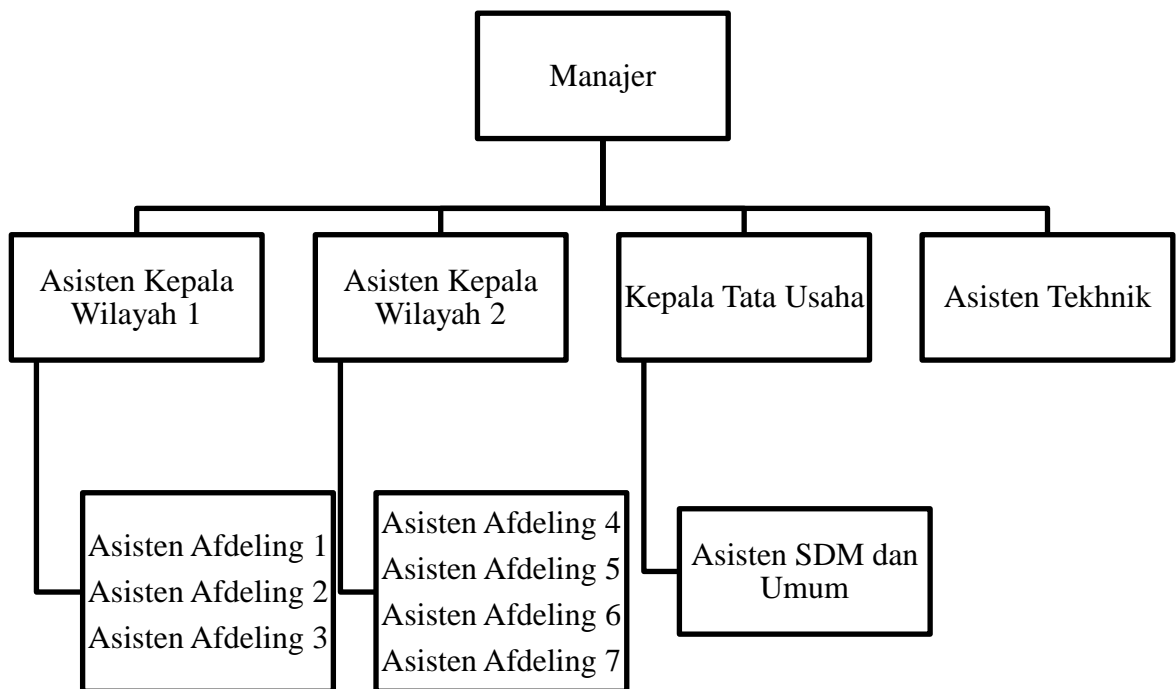 Manajer
Asisten Kepala
Wilayah 1
Asisten Kepala
Wilayah 2
Kepala Tata Usaha
Asisten Tekhnik
Asisten Afdeling 1
Asisten Afdeling 2
Asisten Afdeling 3
Asisten Afdeling 4
Asisten Afdeling 5
Asisten Afdeling 6
Asisten Afdeling 7
Asisten SDM dan
Umum